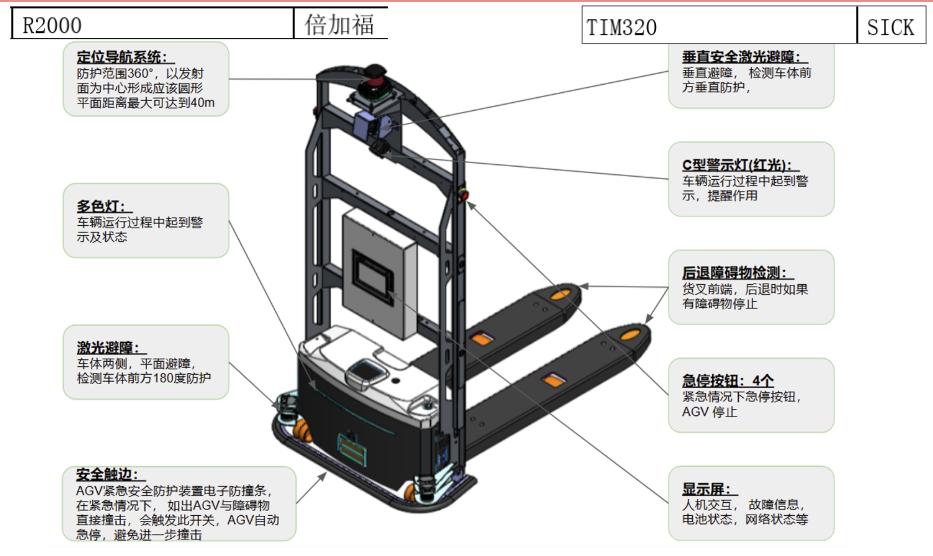 R2000 倍加福
TIM320 SICK
定位导航系统：
防护范围360°，以发射
面为中心形成应该圆形
平面距离最大可达到40m
多色灯：
车辆运行过程中起到警
示及状态
激光避障：
车体两侧，平面避障，
检测车体前方180度防护
安全触边：
AGV紧急安全防护装置电子防撞条，
在紧急情况下，如出AGV与障碍物
直接撞击，会触发此开关，AGV自动
急停，避免进一步撞击
垂直安全激光避障：
垂直避障， 检测车体前
方垂直防护，
C型警示灯(红光)：
车辆运行过程中起到警
示，提醒作用
后退障碍物检测：
货叉前端，后退时如果
有障碍物停止
急停按钮：4个
紧急情况下急停按钮，
AGV 停止
显示屏：
人机交互， 故障信息，
电池状态，网络状态等